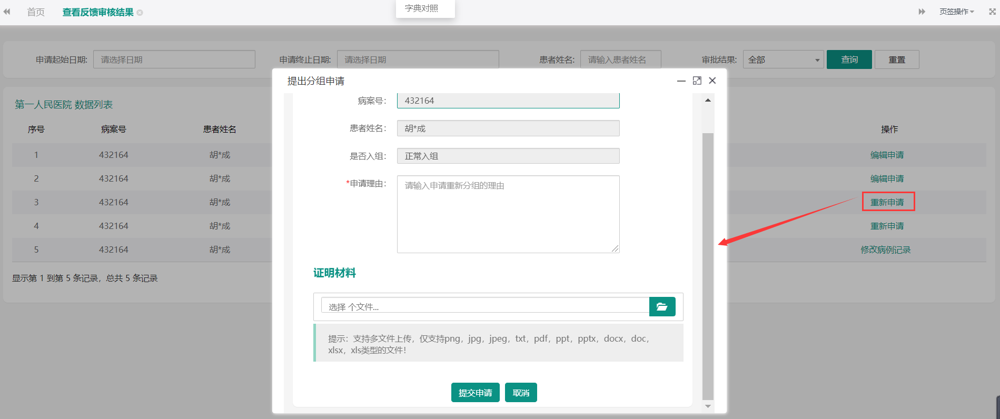 首页
查看反馈审核结果
字典对照
页签操作
申请起始日期:
请选择日期
申请终止日期:
请选择日期
患者姓名:
请输入患者姓名
审批结果:
全部
查询
重置
第一人民医院 数据列表
序号 病案号 患者姓名 操作
1 432164 胡*成 编辑申请
2 432164 胡*成 编辑申请
3 432164 胡*成 重新申请
4 432164 胡*成 重新申请
5 432164 胡*成 修改病例记录
显示第 1 到第 5 条记录，总共 5 条记录
提出分组申请
病案号： 432164
患者姓名： 胡*成
是否入组： 正常入组
*申请理由： 请输入申请重新分组的理由
证明材料
选择 个文件...
提示：支持多文件上传，仅支持png，jpg，jpeg，txt，pdf，ppt，pptx，docx，doc，
xlsx，xls类型的文件！
提交申请 取消